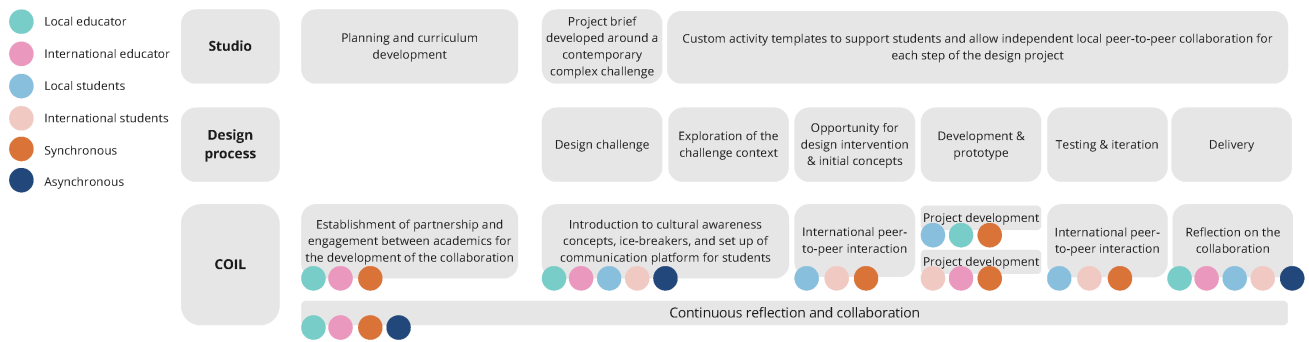 Local educator
International educator
Local students
International students
Synchronous
Asynchronous
Studio
Planning and curriculum
development
Project brief
developed around a
contemporary
complex challenge
Custom activity templates to support students and allow independent local peer-to-peer collaboration for
each step of the design project
Design
process
Design challenge
Exploration of the
challenge context
Opportunity for
design intervention
& initial concepts
Development &
prototype
Testing & iteration
Delivery
COIL
Establishment of partnership and
engagement between academics for
the development of the collaboration
Introduction to cultural awareness
concepts, ice-breakers, and set up of
communication platform for students
International peer-
to-peer interaction
Project development
Project development
International peer-
to-peer interaction
Reflection on the
collaboration
Continuous reflection and collaboration